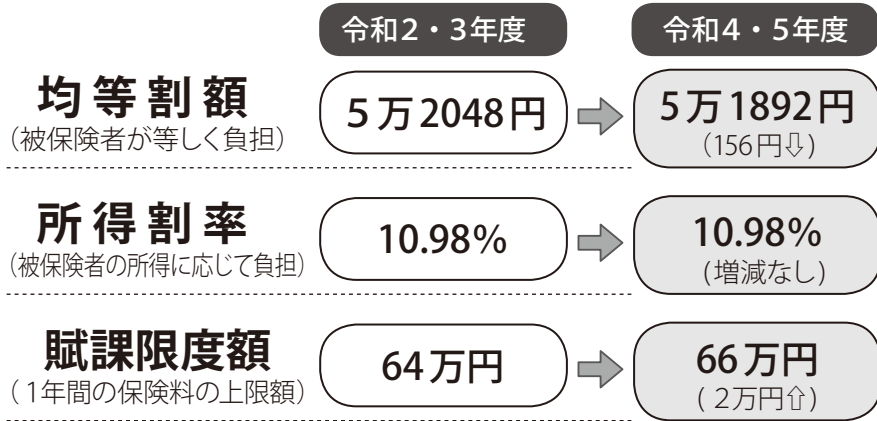 令和2・3年度
令和4・5年度
均等割額
(被保険者が等しく負担)
5万2048円
5万1892円
(156円⇩)
所得割率
(被保険者の所得に応じて負担)
10.98%
10.98%
(増減なし)
賦課限度額
(1年間の保険料の上限額)
64万円
66万円
(2万円⇧)